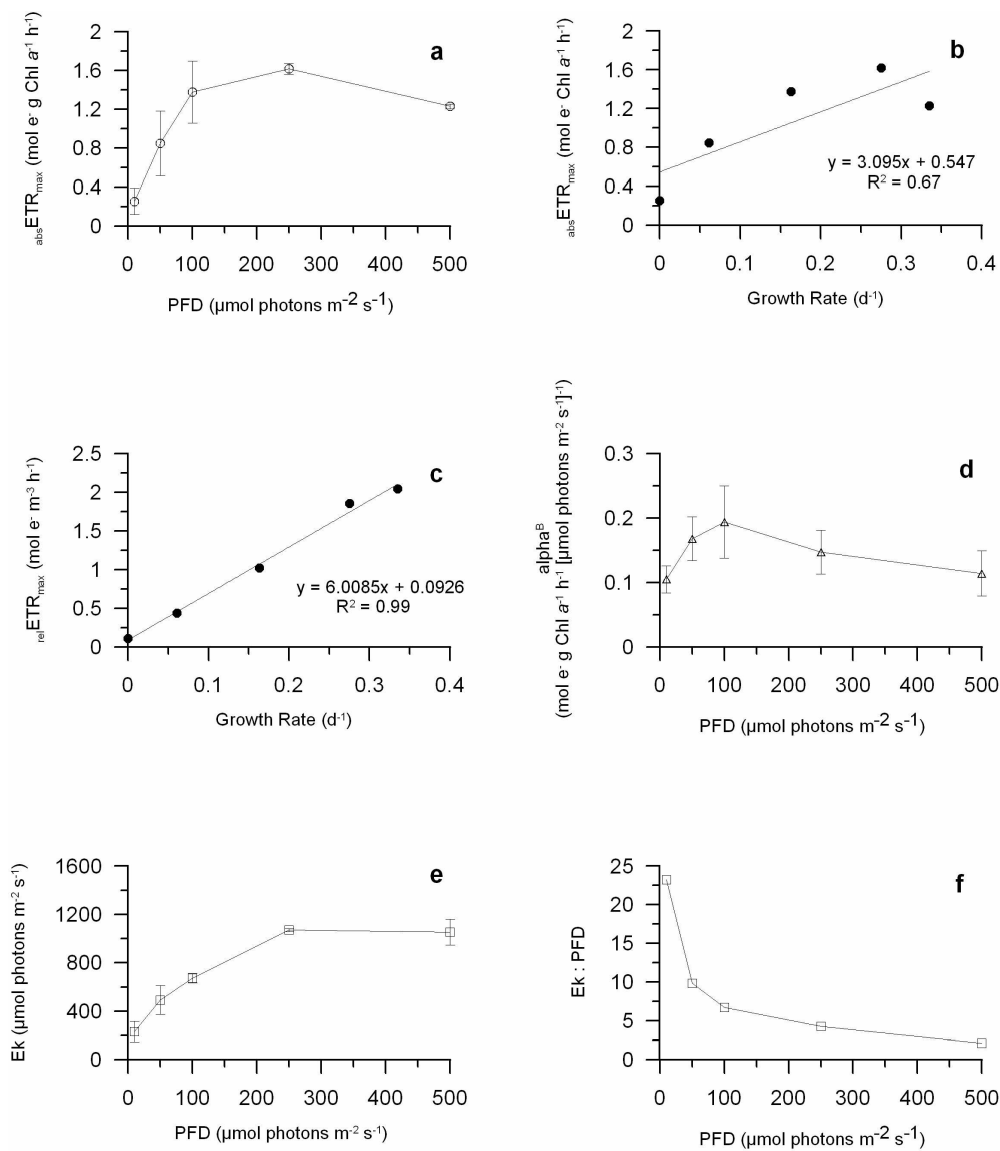 a
absETRmax (mol e- g Chl a-1 h-1)
2
1.6
1.2
0.8
0.4
0
0 100 200 300 400 500
PFD (µmol photons m-2 s-1)
b
absETRmax (mol e- g Chl a-1 h-1)
2
1.6
1.2
0.8
0.4
0
y = 3.095x + 0.547
R2 = 0.67
0 0.1 0.2 0.3 0.4
Growth Rate (d-1)
c
relETRmax (mol e- m-3 h-1)
2.5
2
1.5
1
0.5
0
y = 6.0085x + 0.0926
R2 = 0.99
0 0.1 0.2 0.3 0.4
Growth Rate (d-1)
d
alphaB
(mol e- g Chl a-1 h-1 [µmol photons m-2 s-1]-1)
0.3
0.2
0.1
0
0 100 200 300 400 500
PFD (µmol photons m-2 s-1)
e
Ek (µmol photons m-2 s-1)
1600
1200
800
400
0
0 100 200 300 400 500
PFD (µmol photons m-2 s-1)
f
Ek : PFD
25
20
15
10
5
0
0 100 200 300 400 500
PFD (µmol photons m-2 s-1)